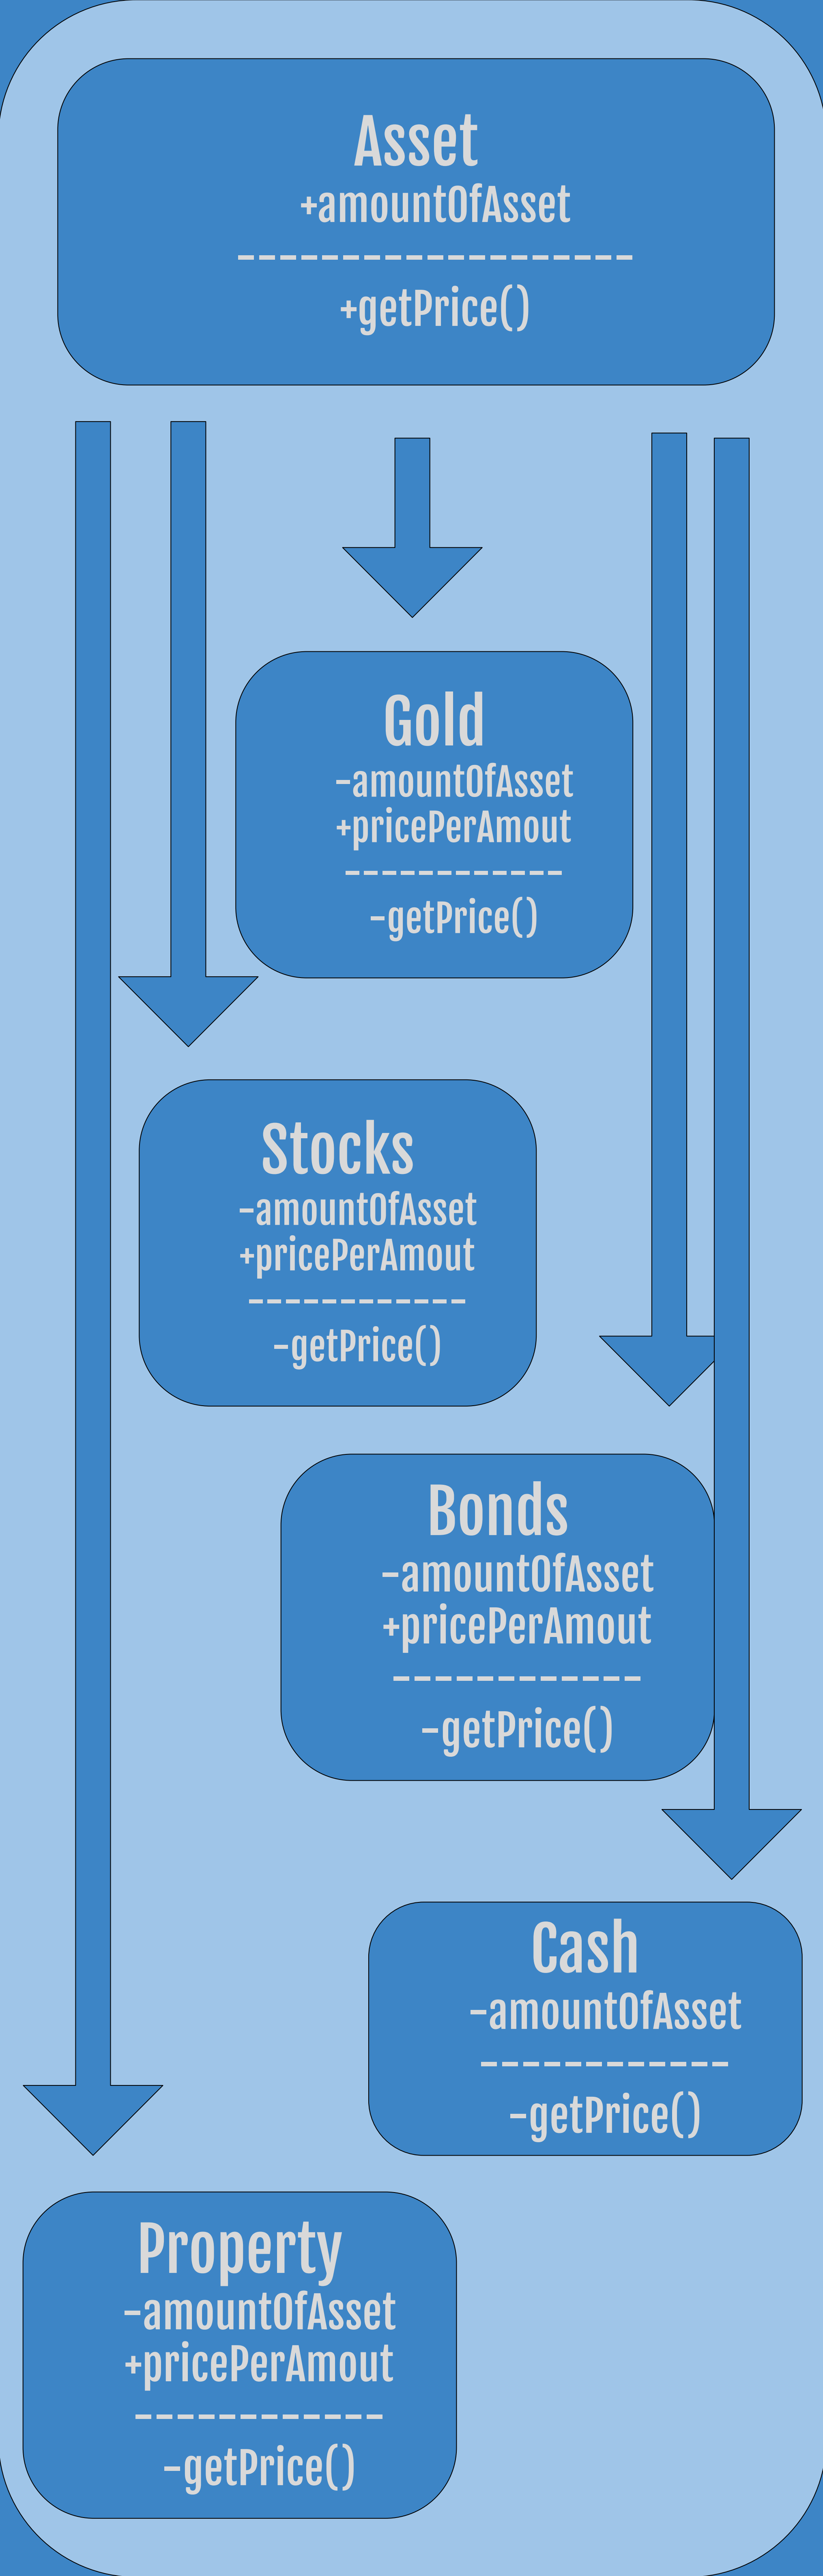 Asset
+amountOfAsset
-------------------
+getPrice()
Gold
-amountOfAsset
+pricePerAmout
------------
-getPrice()
Stocks
-amountOfAsset
+pricePerAmout
------------
-getPrice()
Bonds
-amountOfAsset
+pricePerAmout
------------
-getPrice()
Cash
-amountOfAsset
------------
-getPrice()
Property
-amountOfAsset
+pricePerAmout
------------
-getPrice()